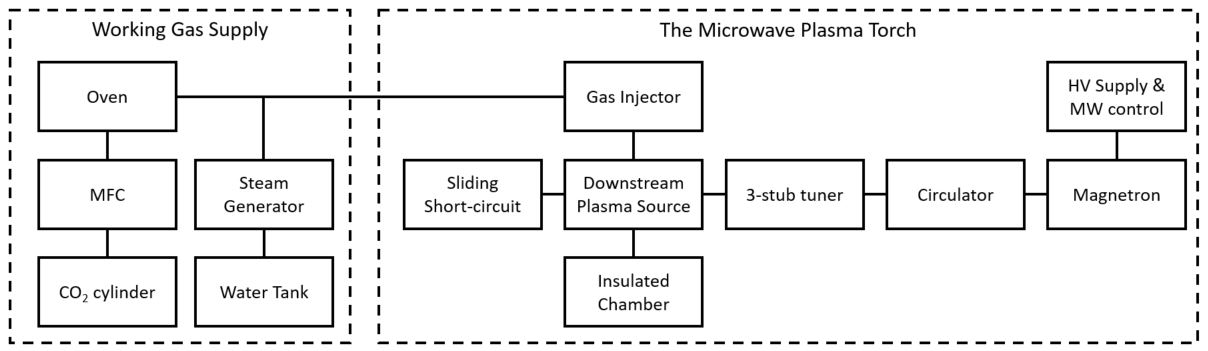 Working Gas Supply
Oven
MFC
CO₂ cylinder
Steam
Generator
Water Tank
The Microwave Plasma Torch
Gas Injector
HV Supply &
MW control
Sliding
Short-circuit
Downstream
Plasma Source
3-stub tuner
Circulator
Magnetron
Insulated
Chamber